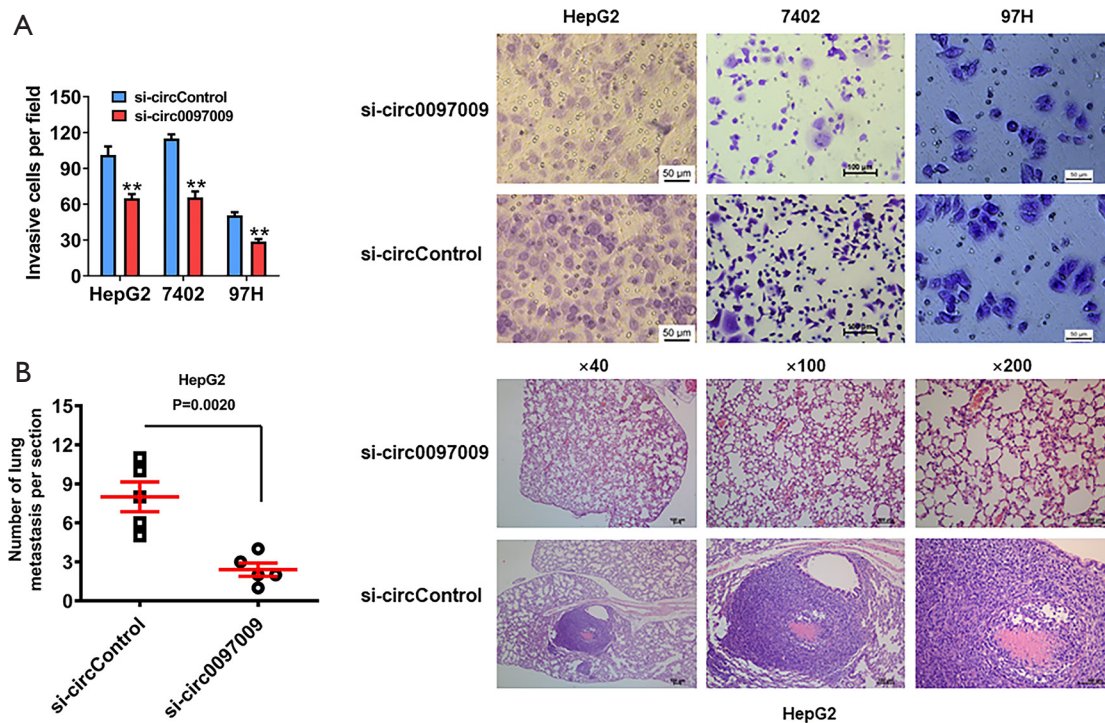 A
Invasive cells per field
150
120
90
60
30
0
si-circControl
si-circ0097009
**
**
**
HepG2 7402 97H
HepG2 7402 97H
si-circ0097009
50 μm
100 μm
50 μm
si-circControl
50 μm
100 μm
50 μm
B
Number of lung
metastasis per section
15
12
9
6
3
0
HepG2
P=0.0020
si-circControl
si-circ0097009
×40 ×100 ×200
si-circ0097009
si-circControl
HepG2